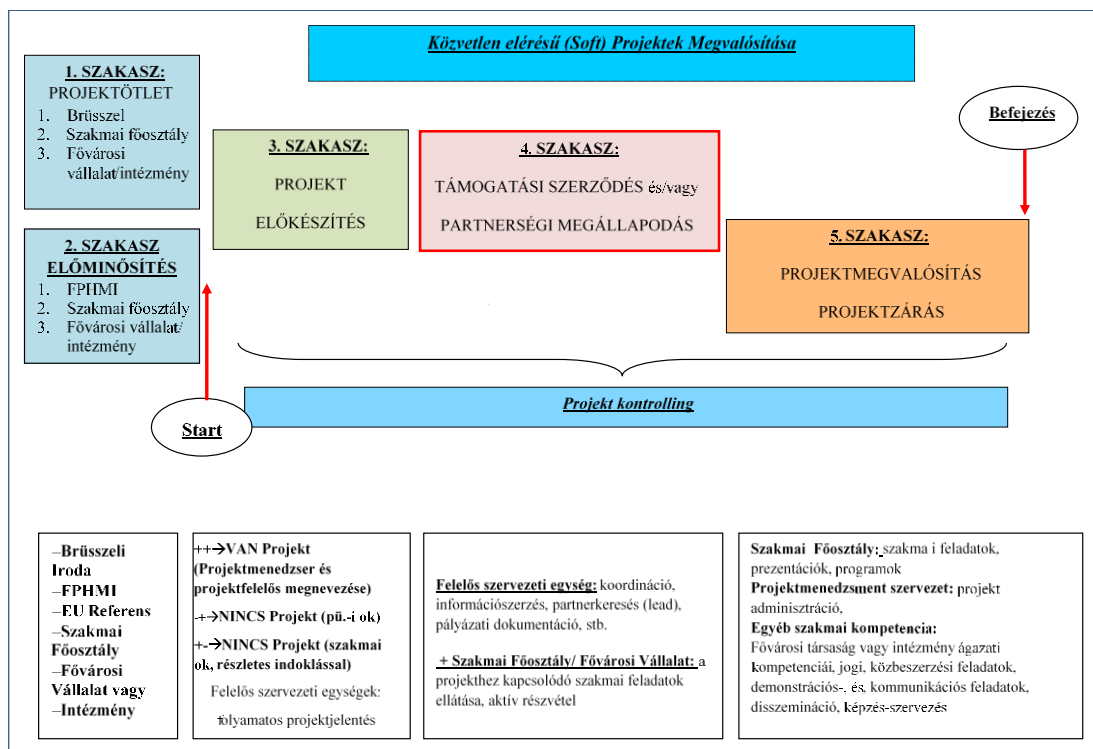 Közvetlen elérésű (Soft) Projektek Megvalósítása
1. SZAKASZ:
PROJEKTÖTLET
1. Brüsszel
2. Szakmai főosztály
3. Fővárosi
vállalat/intézmény
2. SZAKASZ
ELŐMINŐSÍTÉS
1. FPHMI
2. Szakmai főosztály
3. Fővárosi vállalat/
intézmény
3. SZAKASZ:
PROJEKT
ELŐKÉSZÍTÉS
4. SZAKASZ:
TÁMOGATÁSI SZERZŐDÉS és/vagy
PARTNERSÉGI MEGÁLLAPODÁS
Befejezés
5. SZAKASZ:
PROJEKTMEGVALÓSÍTÁS
PROJEKTZÁRÁS
Projekt kontrolling
Start
–Brüsszeli
Iroda
–FPHMI
–EU Referens
–Szakmai
Főosztály
–Fővárosi
Vállalat vagy
–Intézmény
++→VAN Projekt
(Projektmenedzser és
projektfelelős megnevezése)
-+→NINCS Projekt (pü.-i ok)
+-→NINCS Projekt (szakmai
ok, részletes indoklással)
Felelős szervezeti egységek:
folyamatos projektjelentés
Felelős szervezeti egység: koordináció,
információszerzés, partnerkeresés (lead),
pályázati dokumentáció, stb.
+ Szakmai Főosztály/ Fővárosi Vállalat: a
projekthez kapcsolódó szakmai feladatok
ellátása, aktív részvétel
Szakmai Főosztály: szakma i feladatok,
prezentációk, programok
Projektmenedzsment szervezet: projekt
adminisztráció,
Egyéb szakmai kompetencia:
Fővárosi társaság vagy intézmény ágazati
kompetenciái, jogi, közbeszerzési feladatok,
demonstrációs-, és, kommunikációs feladatok,
disszemináció, képzés-szervezés